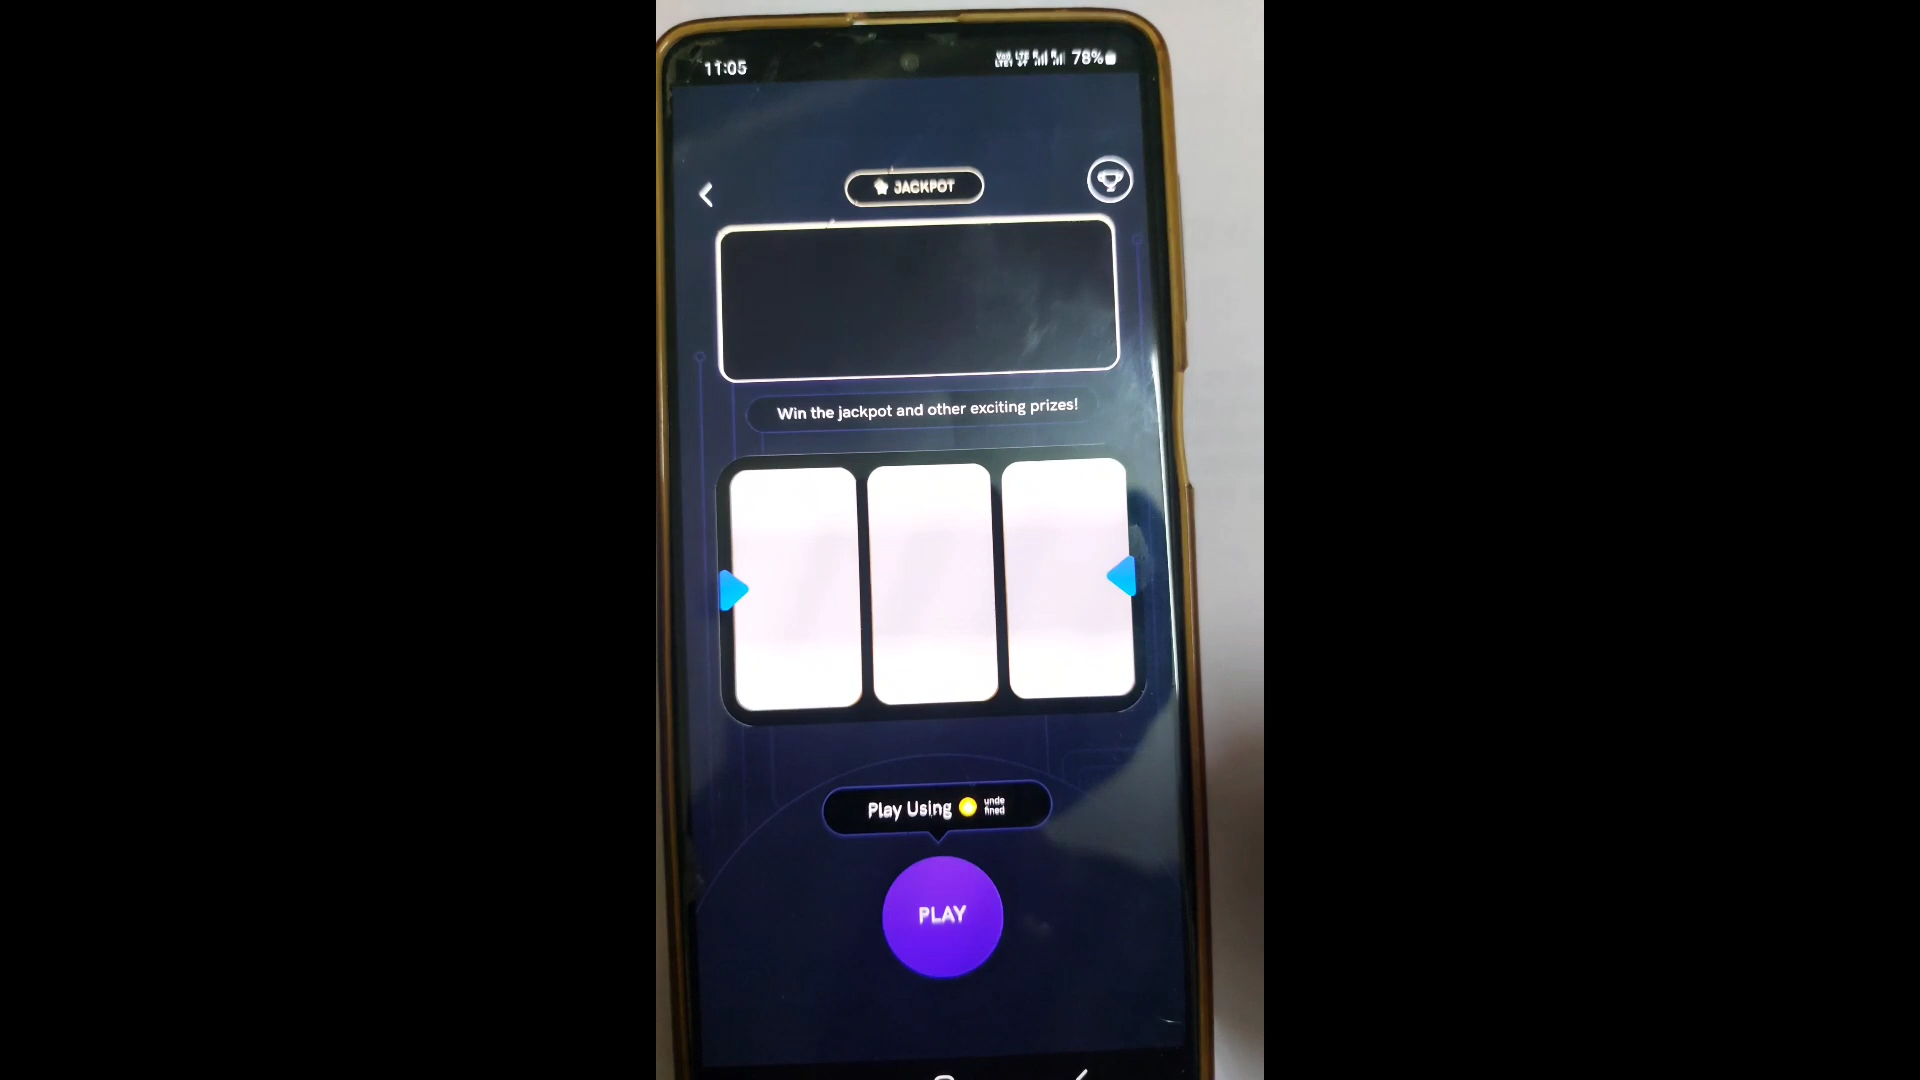 11:05
78%
JACKPOT
Win the jackpot and other exciting prizes!
Play Using
unde
fined
PLAY